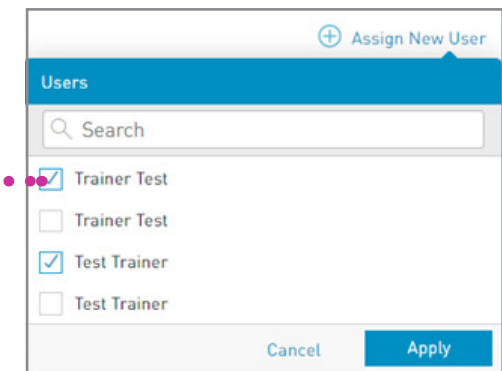 Assign New User
Users
Search
Trainer Test
Trainer Test
Test Trainer
Test Trainer
Cancel Apply